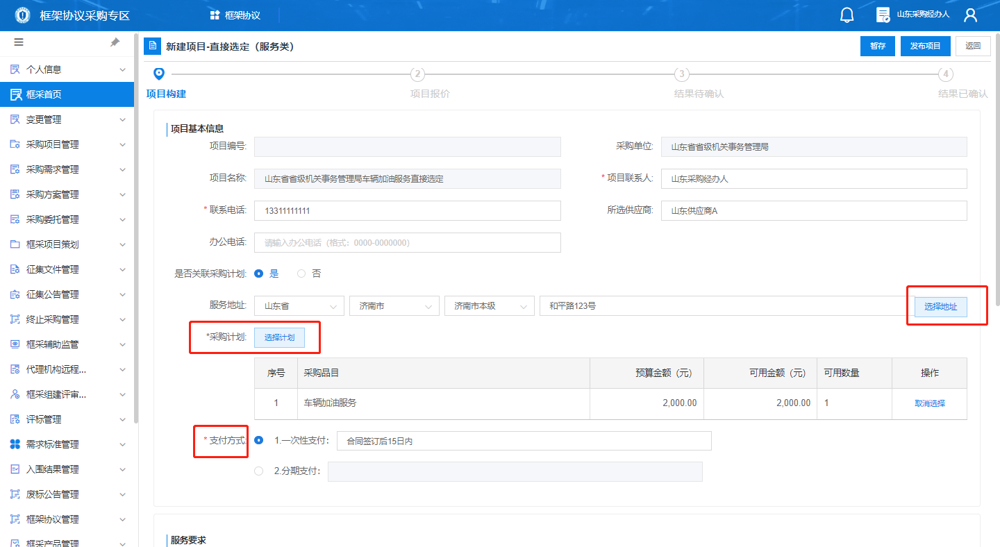 框架协议采购专区
框架协议
山东采购经办人
个人信息
框采首页
变更管理
采购项目管理
采购需求管理
采购方案管理
采购委托管理
框采项目策划
征集文件管理
征集公告管理
终止采购管理
框采辅助监管
代理机构远程...
框采组建评审...
评标管理
需求标准管理
入围结果管理
废标公告管理
框架协议管理
框采产品管理
新建项目-直接选定（服务类）
暂存
发布项目
返回
2
3
4
项目构建
项目报价
结果待确认
结果已确认
项目基本信息
项目编号:
采购单位: 山东省省级机关事务管理局
项目名称: 山东省省级机关事务管理局车辆加油服务直接选定
* 项目联系人: 山东采购经办人
* 联系电话: 13311111111
所选供应商: 山东供应商A
办公电话: 请输入办公电话（格式：0000-0000000）
是否关联采购计划: 是 否
服务地址: 山东省 济南市 济南市本级 和平路123号 选择地址
*采购计划: 选择计划
序号 采购品目 预算金额（元） 可用金额（元） 可用数量 操作
1 车辆加油服务 2,000.00 2,000.00 1 取消选择
* 支付方式: 1.一次性支付： 合同签订后15日内
2.分期支付：
服务要求